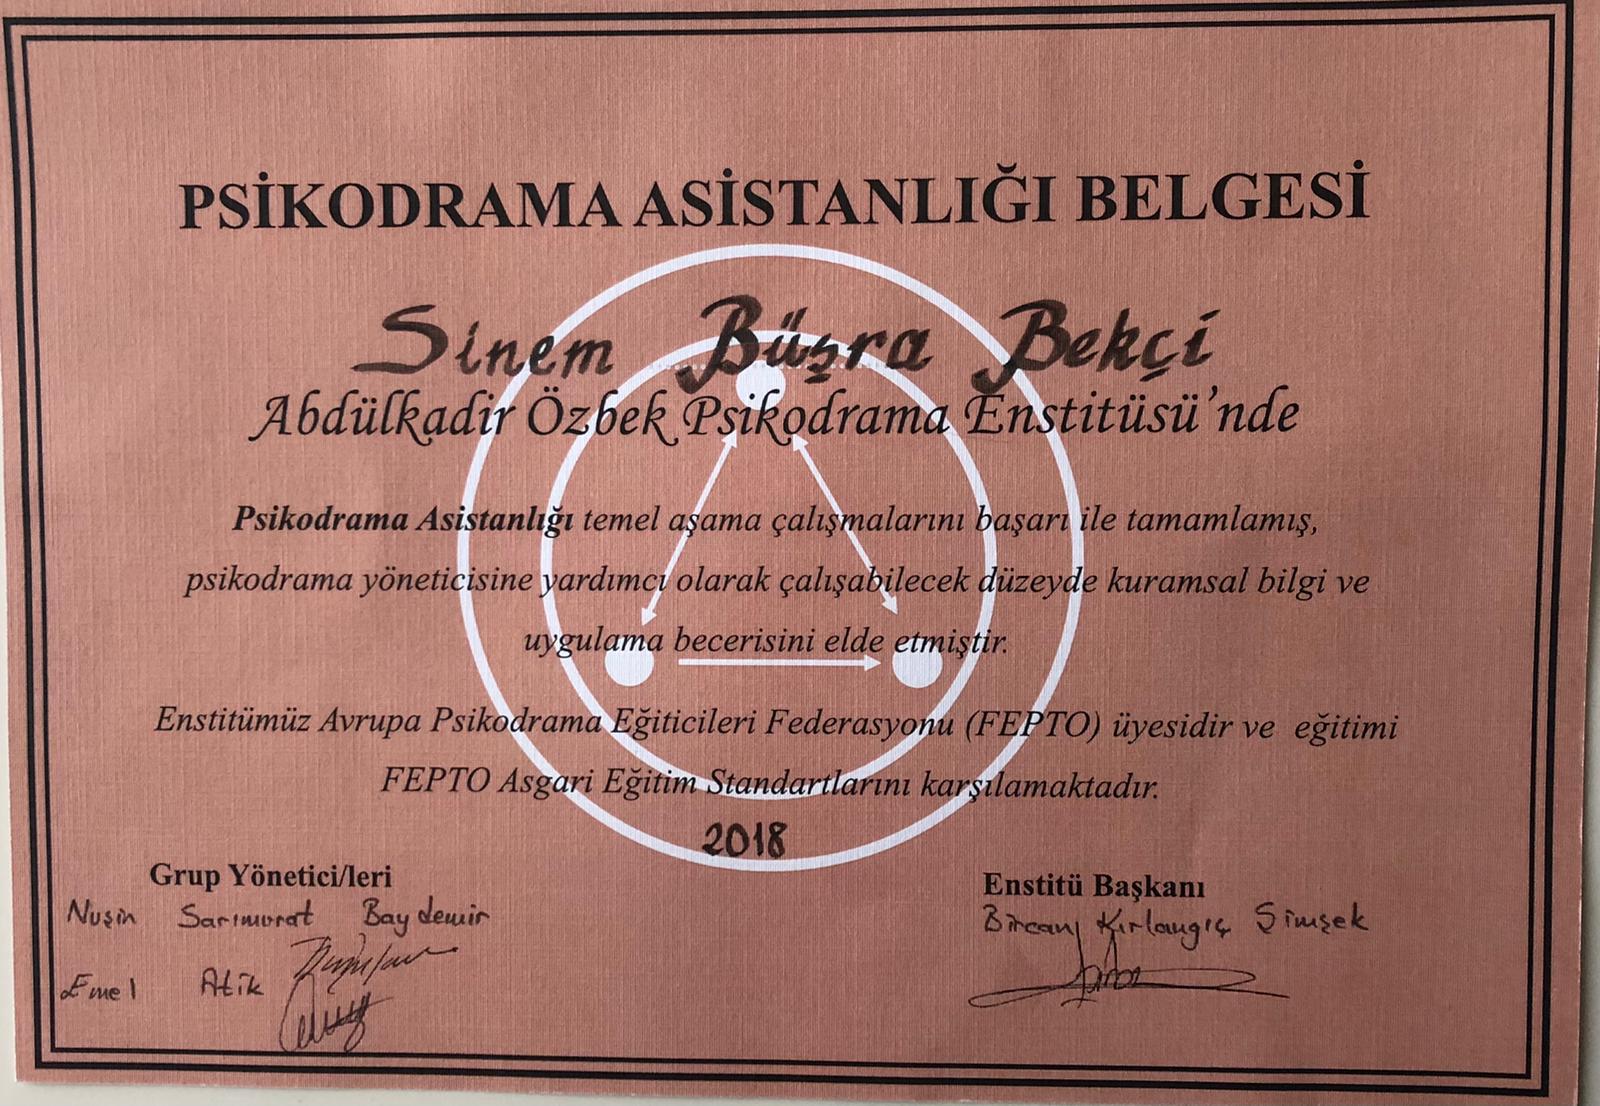 PSİKODRAMA ASİSTANLIĞI BELGESİ
Sinem Büşra Bekçi
Abdülkadir Özbek Psikodrama Enstitüsü'nde
Psikodrama Asistanlığı temel aşama çalışmalarını başarı ile tamamlamış,
psikodrama yöneticisine yardımcı olarak çalışabilecek düzeyde kuramsal bilgi ve
uygulama becerisini elde etmiştir.
Enstitümüz Avrupa Psikodrama Eğiticileri Federasyonu (FEPTO) üyesidir ve eğitimi
FEPTO Asgari Eğitim Standartlarını karşılamaktadır.
2018
Grup Yönetici/leri
Nuşin Sarımurat Baydemir
Emel Atik
Enstitü Başkanı
Bircan Kırlangıç Şimşek